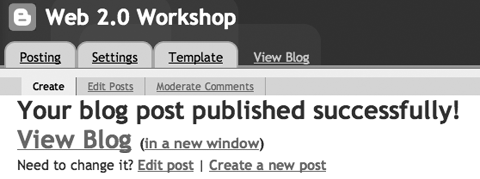 Web 2.0 Workshop
Posting Settings Template View Blog
Create Edit Posts Moderate Comments
Your blog post published successfully!
View Blog (in a new window)
Need to change it? Edit post | Create a new post